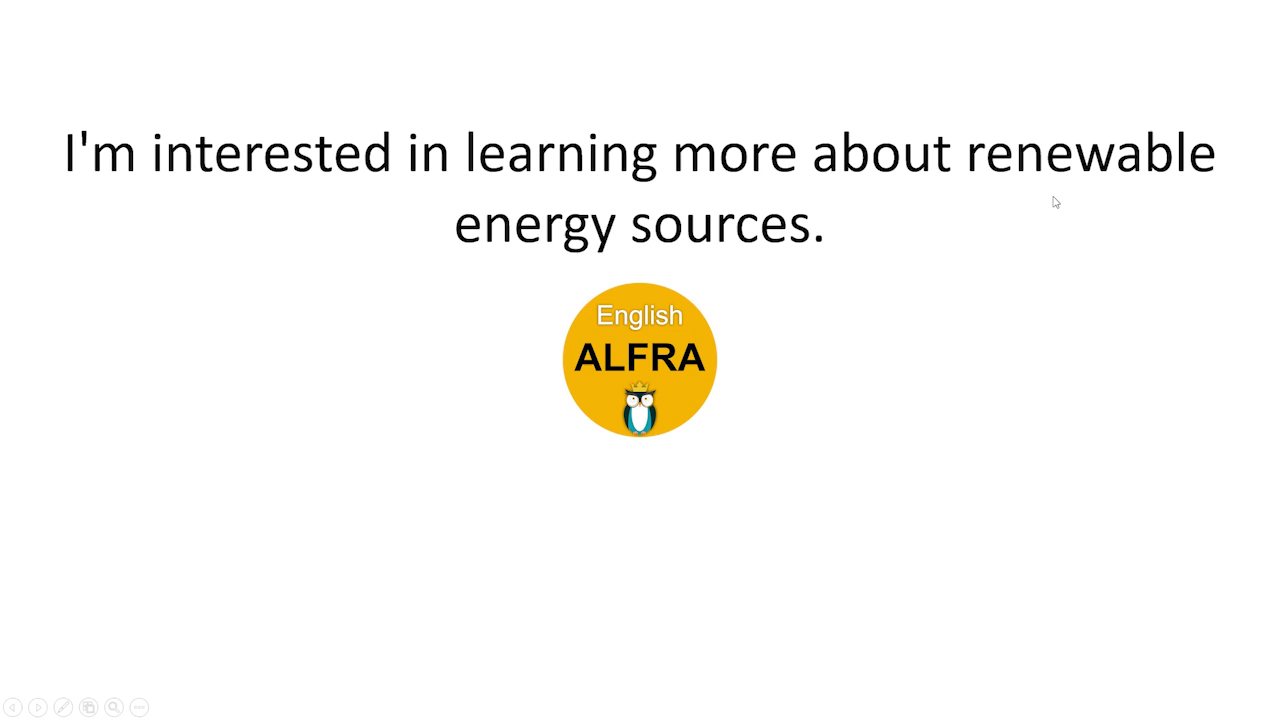 I'm interested in learning more about renewable
energy sources.
English
ALFRA